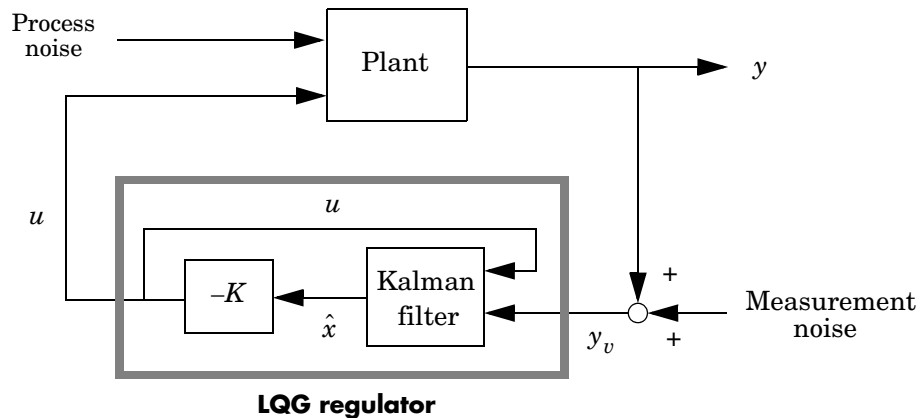 Process
noise
Plant
y
u
u
–K
x̂
Kalman
filter
y_v
+
+
Measurement
noise
LQG regulator